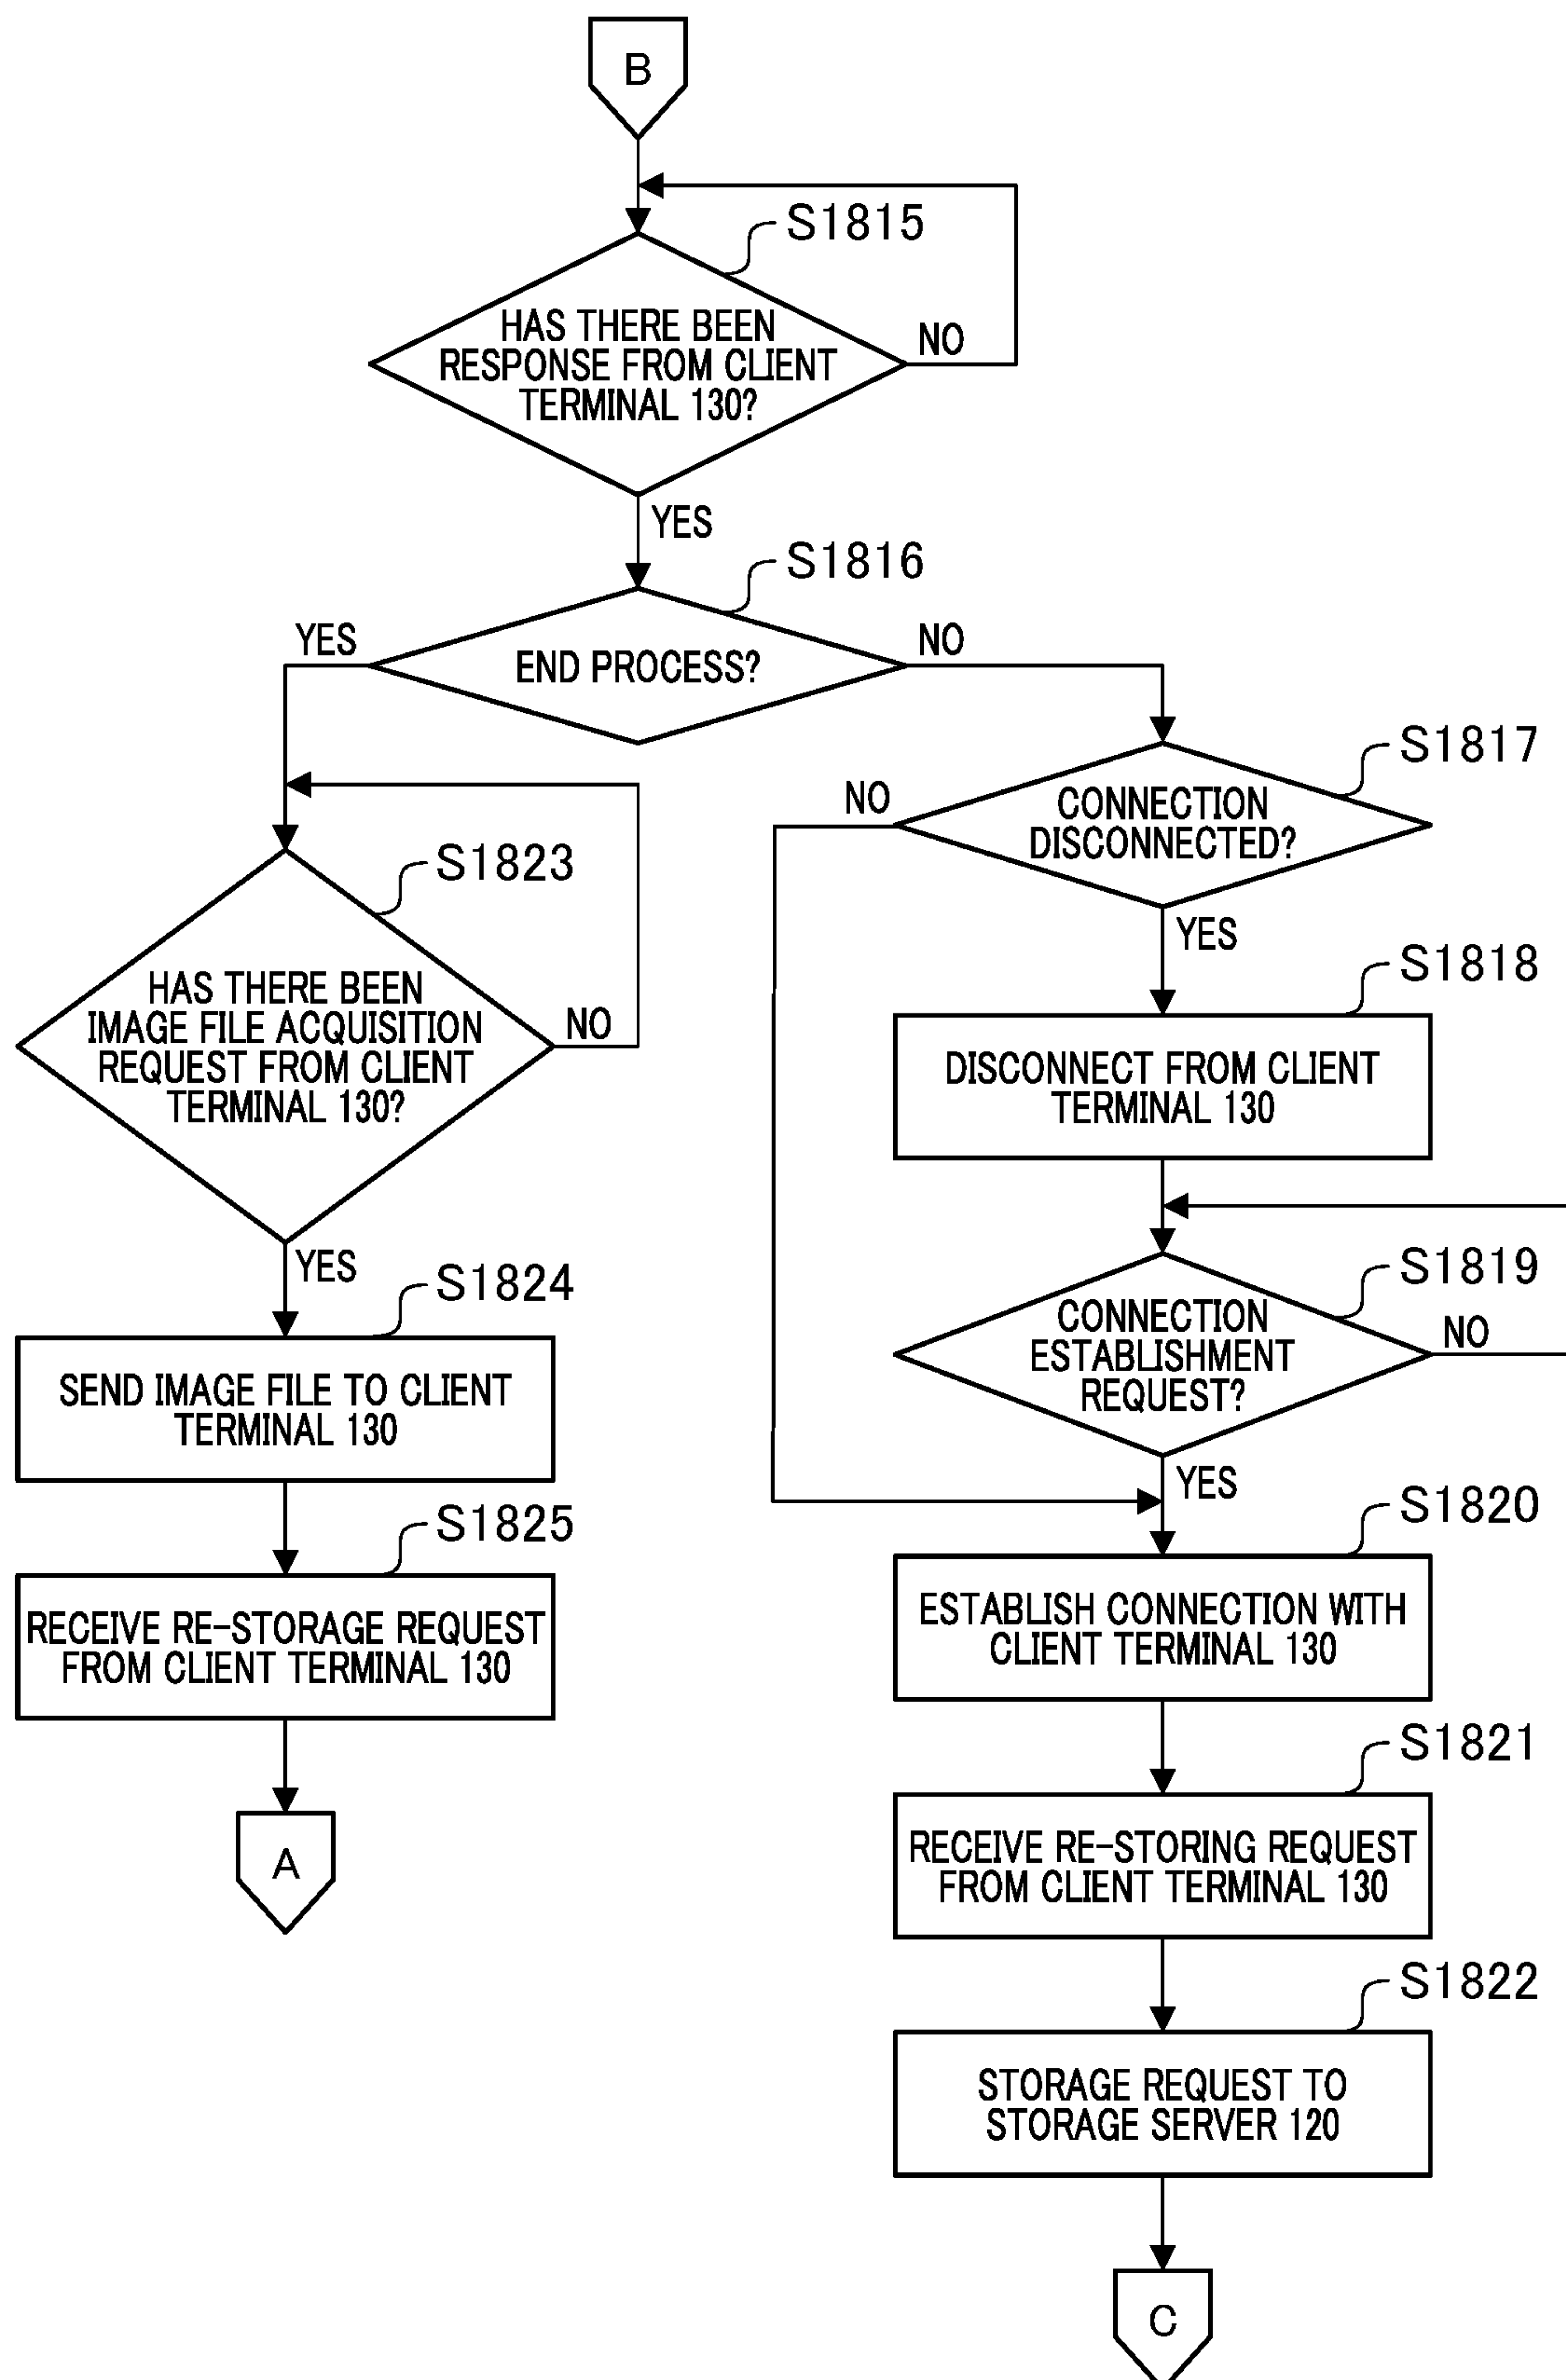 B
S1815
HAS THERE BEEN
RESPONSE FROM CLIENT
TERMINAL 130?
NO
YES
S1816
YES
END PROCESS?
NO
S1817
NO
CONNECTION
DISCONNECTED?
YES
S1823
HAS THERE BEEN
IMAGE FILE ACQUISITION
REQUEST FROM CLIENT
TERMINAL 130?
NO
YES
S1818
DISCONNECT FROM CLIENT
TERMINAL 130
S1819
CONNECTION
ESTABLISHMENT
REQUEST?
NO
YES
S1824
SEND IMAGE FILE TO CLIENT
TERMINAL 130
S1825
RECEIVE RE-STORAGE REQUEST
FROM CLIENT TERMINAL 130
A
S1820
ESTABLISH CONNECTION WITH
CLIENT TERMINAL 130
S1821
RECEIVE RE-STORING REQUEST
FROM CLIENT TERMINAL 130
S1822
STORAGE REQUEST TO
STORAGE SERVER 120
C